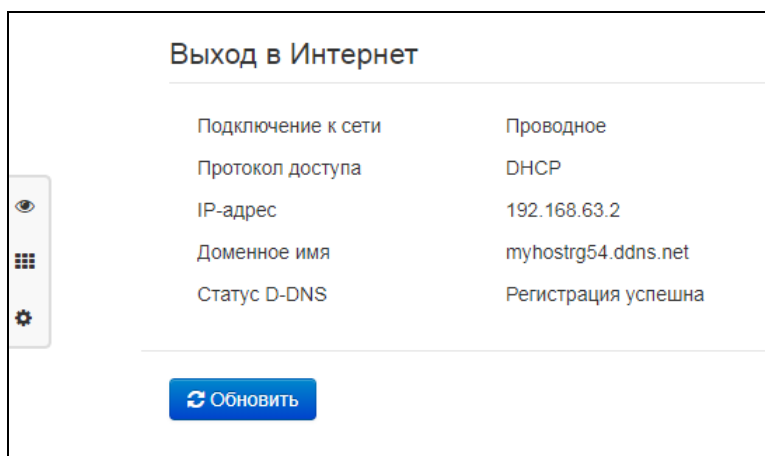 Выход в Интернет
Подключение к сети Проводное
Протокол доступа DHCP
IP-адрес 192.168.63.2
Доменное имя myhostrg54.ddns.net
Статус D-DNS Регистрация успешна
Обновить